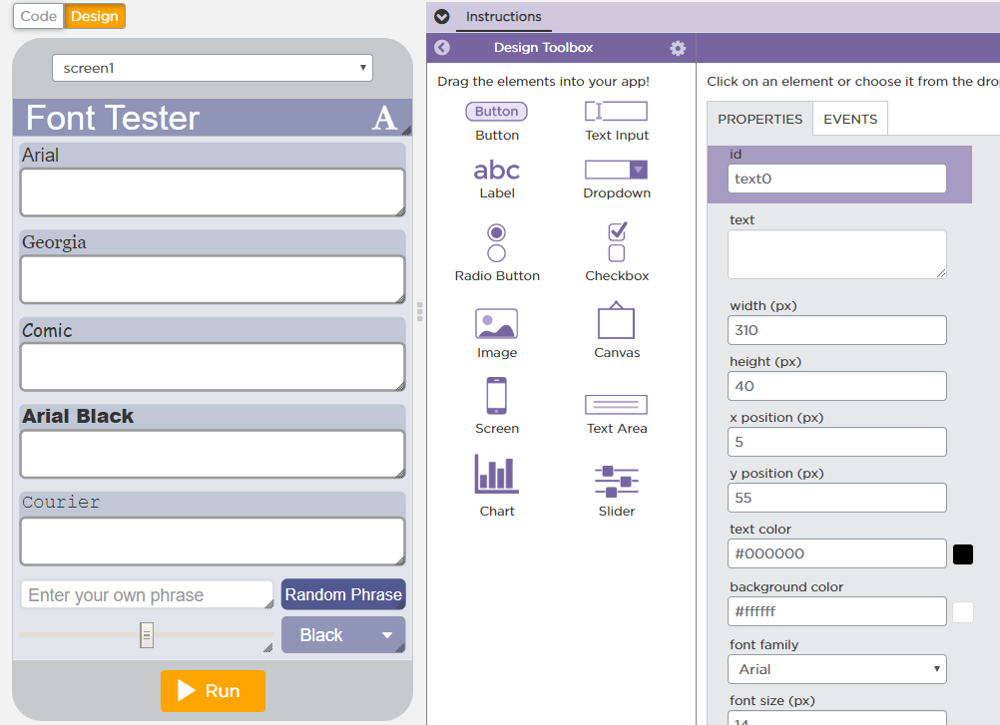 Code Design
screen1
Font Tester A
Arial
Georgia
Comic
Arial Black
Courier
Enter your own phrase Random Phrase
Black
Run
Instructions
Design Toolbox
Drag the elements into your app!
Button
Button Text Input
abc
Label Dropdown
Radio Button Checkbox
Image Canvas
Screen Text Area
Chart Slider
Click on an element or choose it from the dro
PROPERTIES EVENTS
id
text0
text
width (px)
310
height (px)
40
x position (px)
5
y position (px)
55
text color
#000000
background color
#ffffff
font family
Arial
font size (px)
14